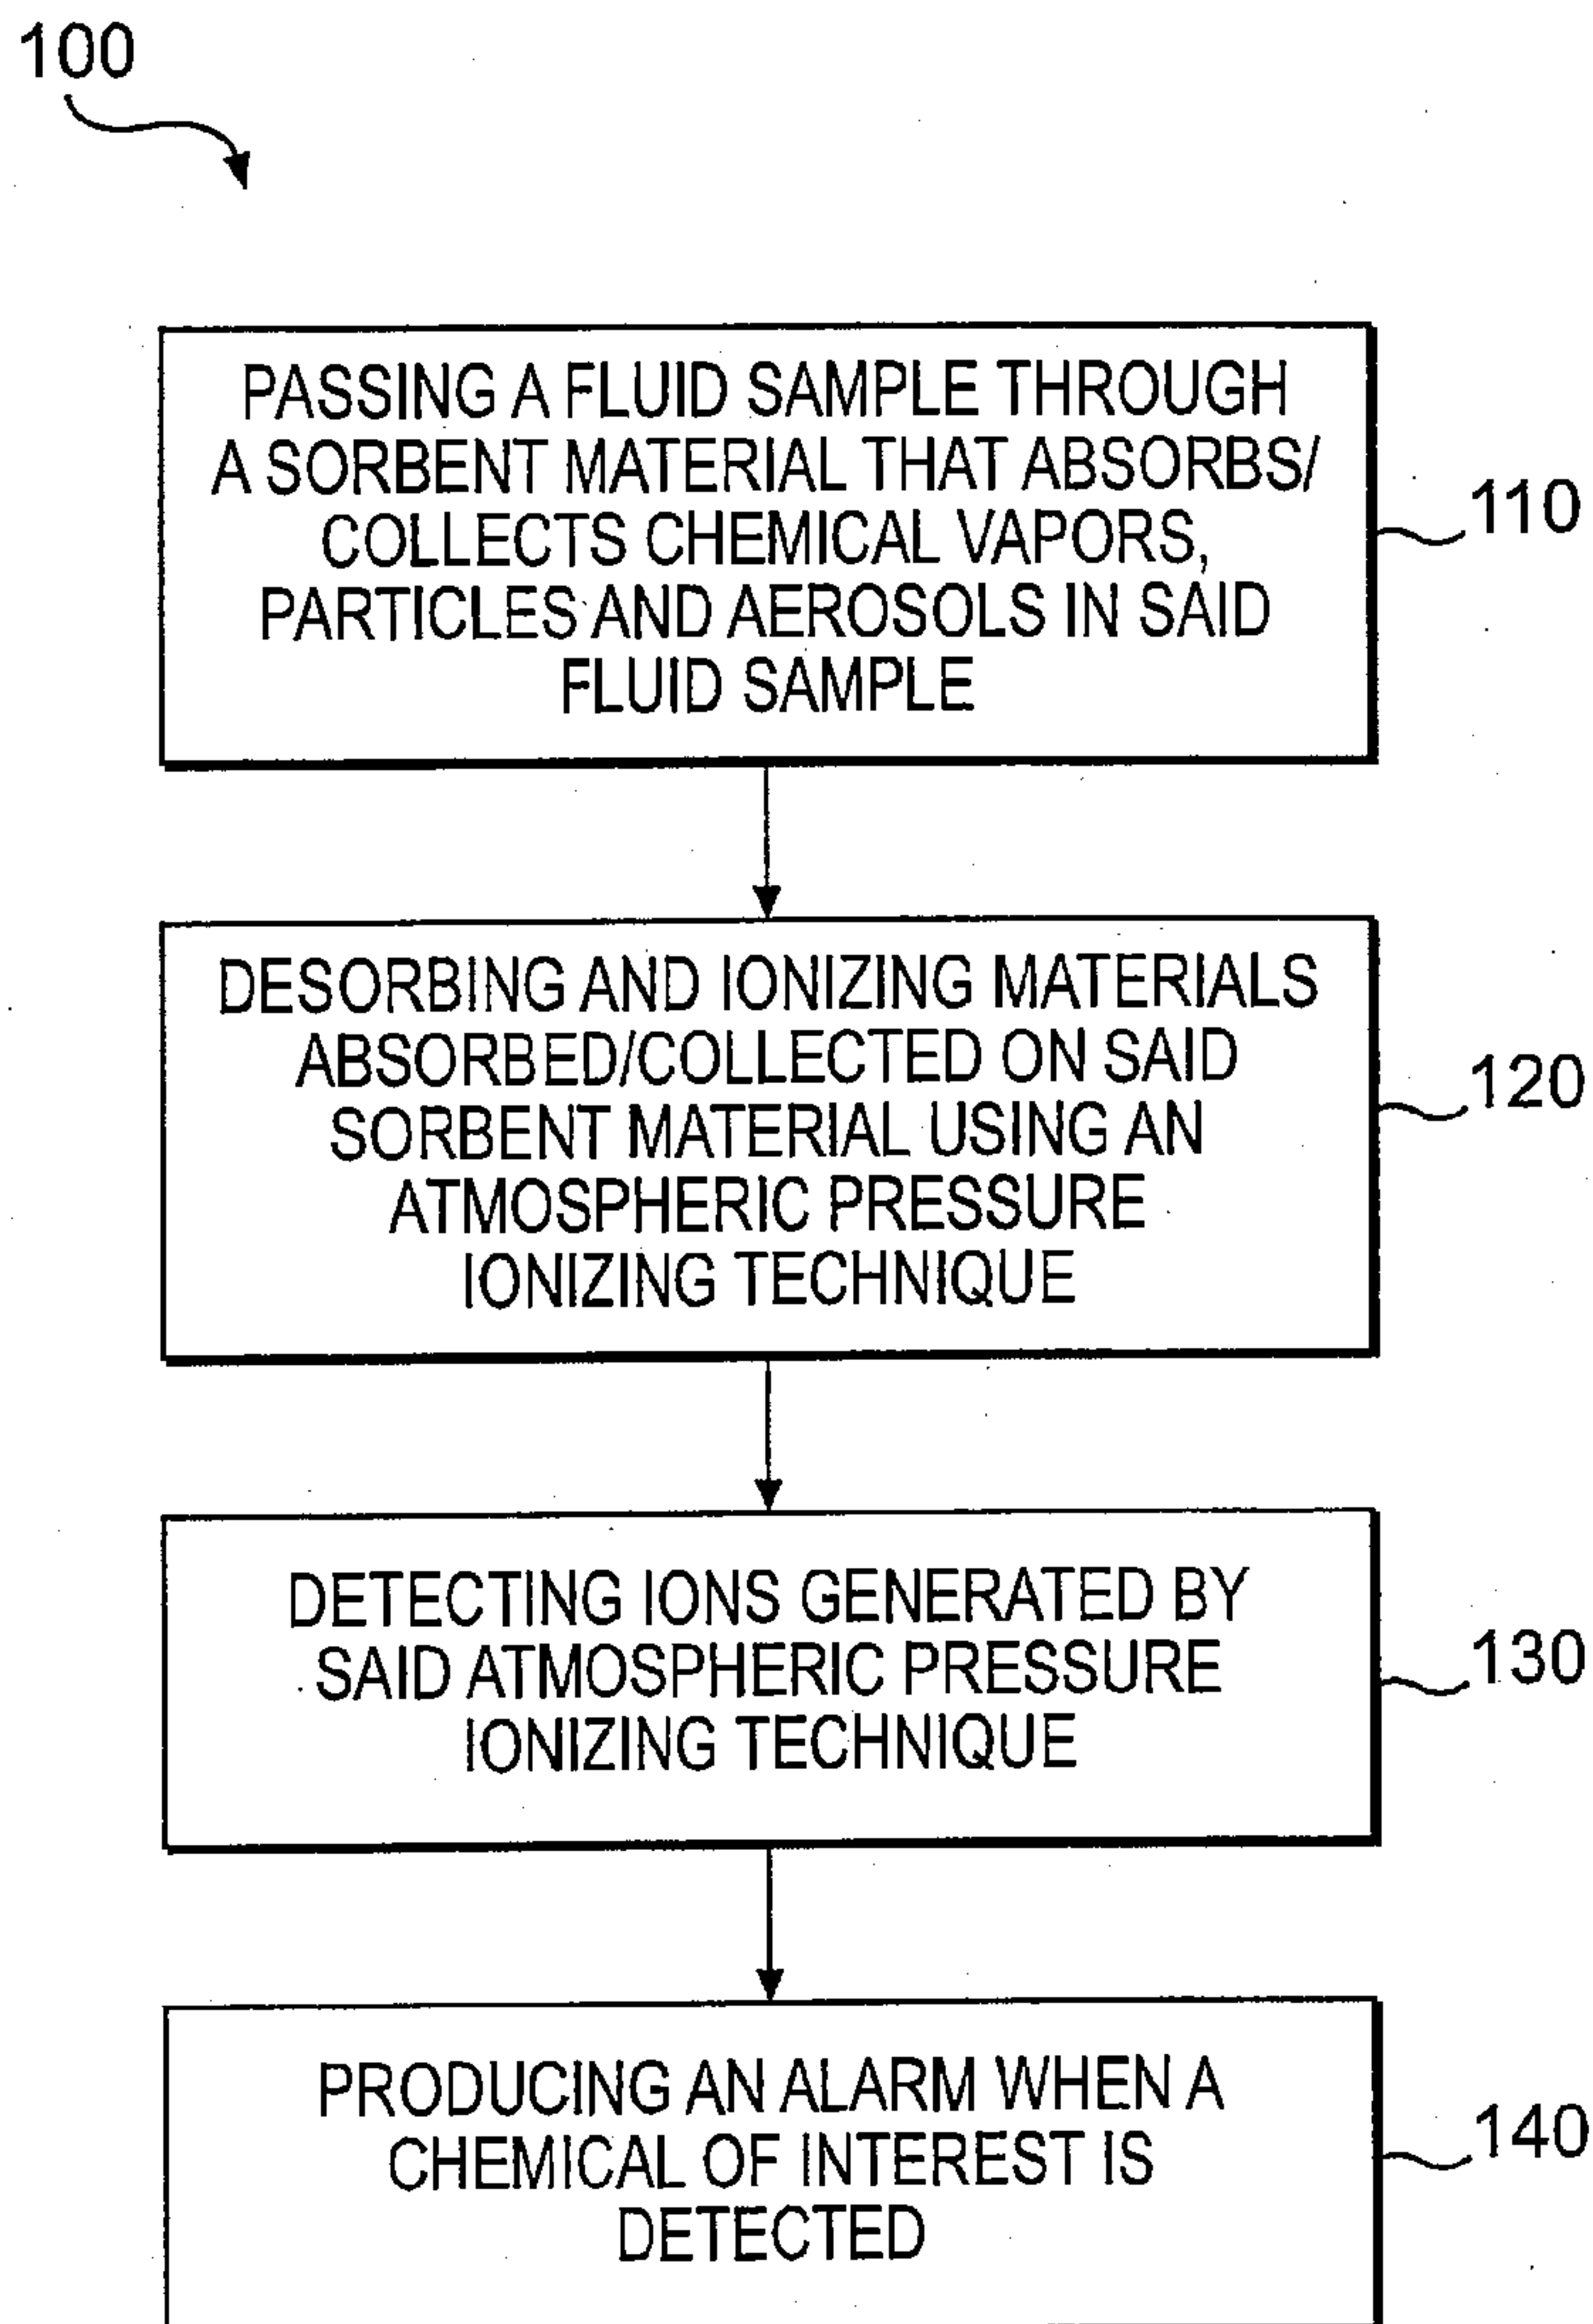 100
PASSING A FLUID SAMPLE THROUGH
A SORBENT MATERIAL THAT ABSORBS/
COLLECTS CHEMICAL VAPORS,
PARTICLES AND AEROSOLS IN SAID
FLUID SAMPLE
110
DESORBING AND IONIZING MATERIALS
ABSORBED/COLLECTED ON SAID
SORBENT MATERIAL USING AN
ATMOSPHERIC PRESSURE
IONIZING TECHNIQUE
120
DETECTING IONS GENERATED BY
SAID ATMOSPHERIC PRESSURE
IONIZING TECHNIQUE
130
PRODUCING AN ALARM WHEN A
CHEMICAL OF INTEREST IS
DETECTED
140